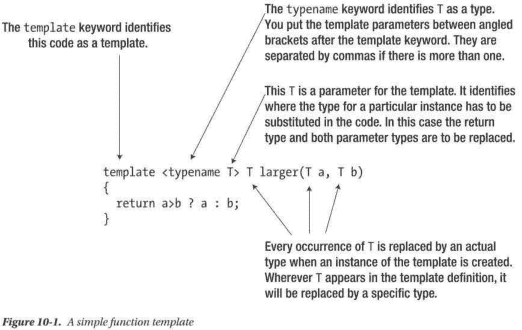 The typename keyword identifies T as a type.
You put the template parameters between angled
brackets after the template keyword. They are
separated by commas if there is more than one.
The template keyword identifies
this code as a template.
This T is a parameter for the template. It identifies
where the type for a particular instance has to be
substituted in the code. In this case the return
type and both parameter types are to be replaced.
template <typename T> T larger(T a, T b)
{
return a>b ? a : b;
}
Every occurrence of T is replaced by an actual
type when an instance of the template is created.
Wherever T appears in the template definition, it
will be replaced by a specific type.
Figure 10-1. A simple function template